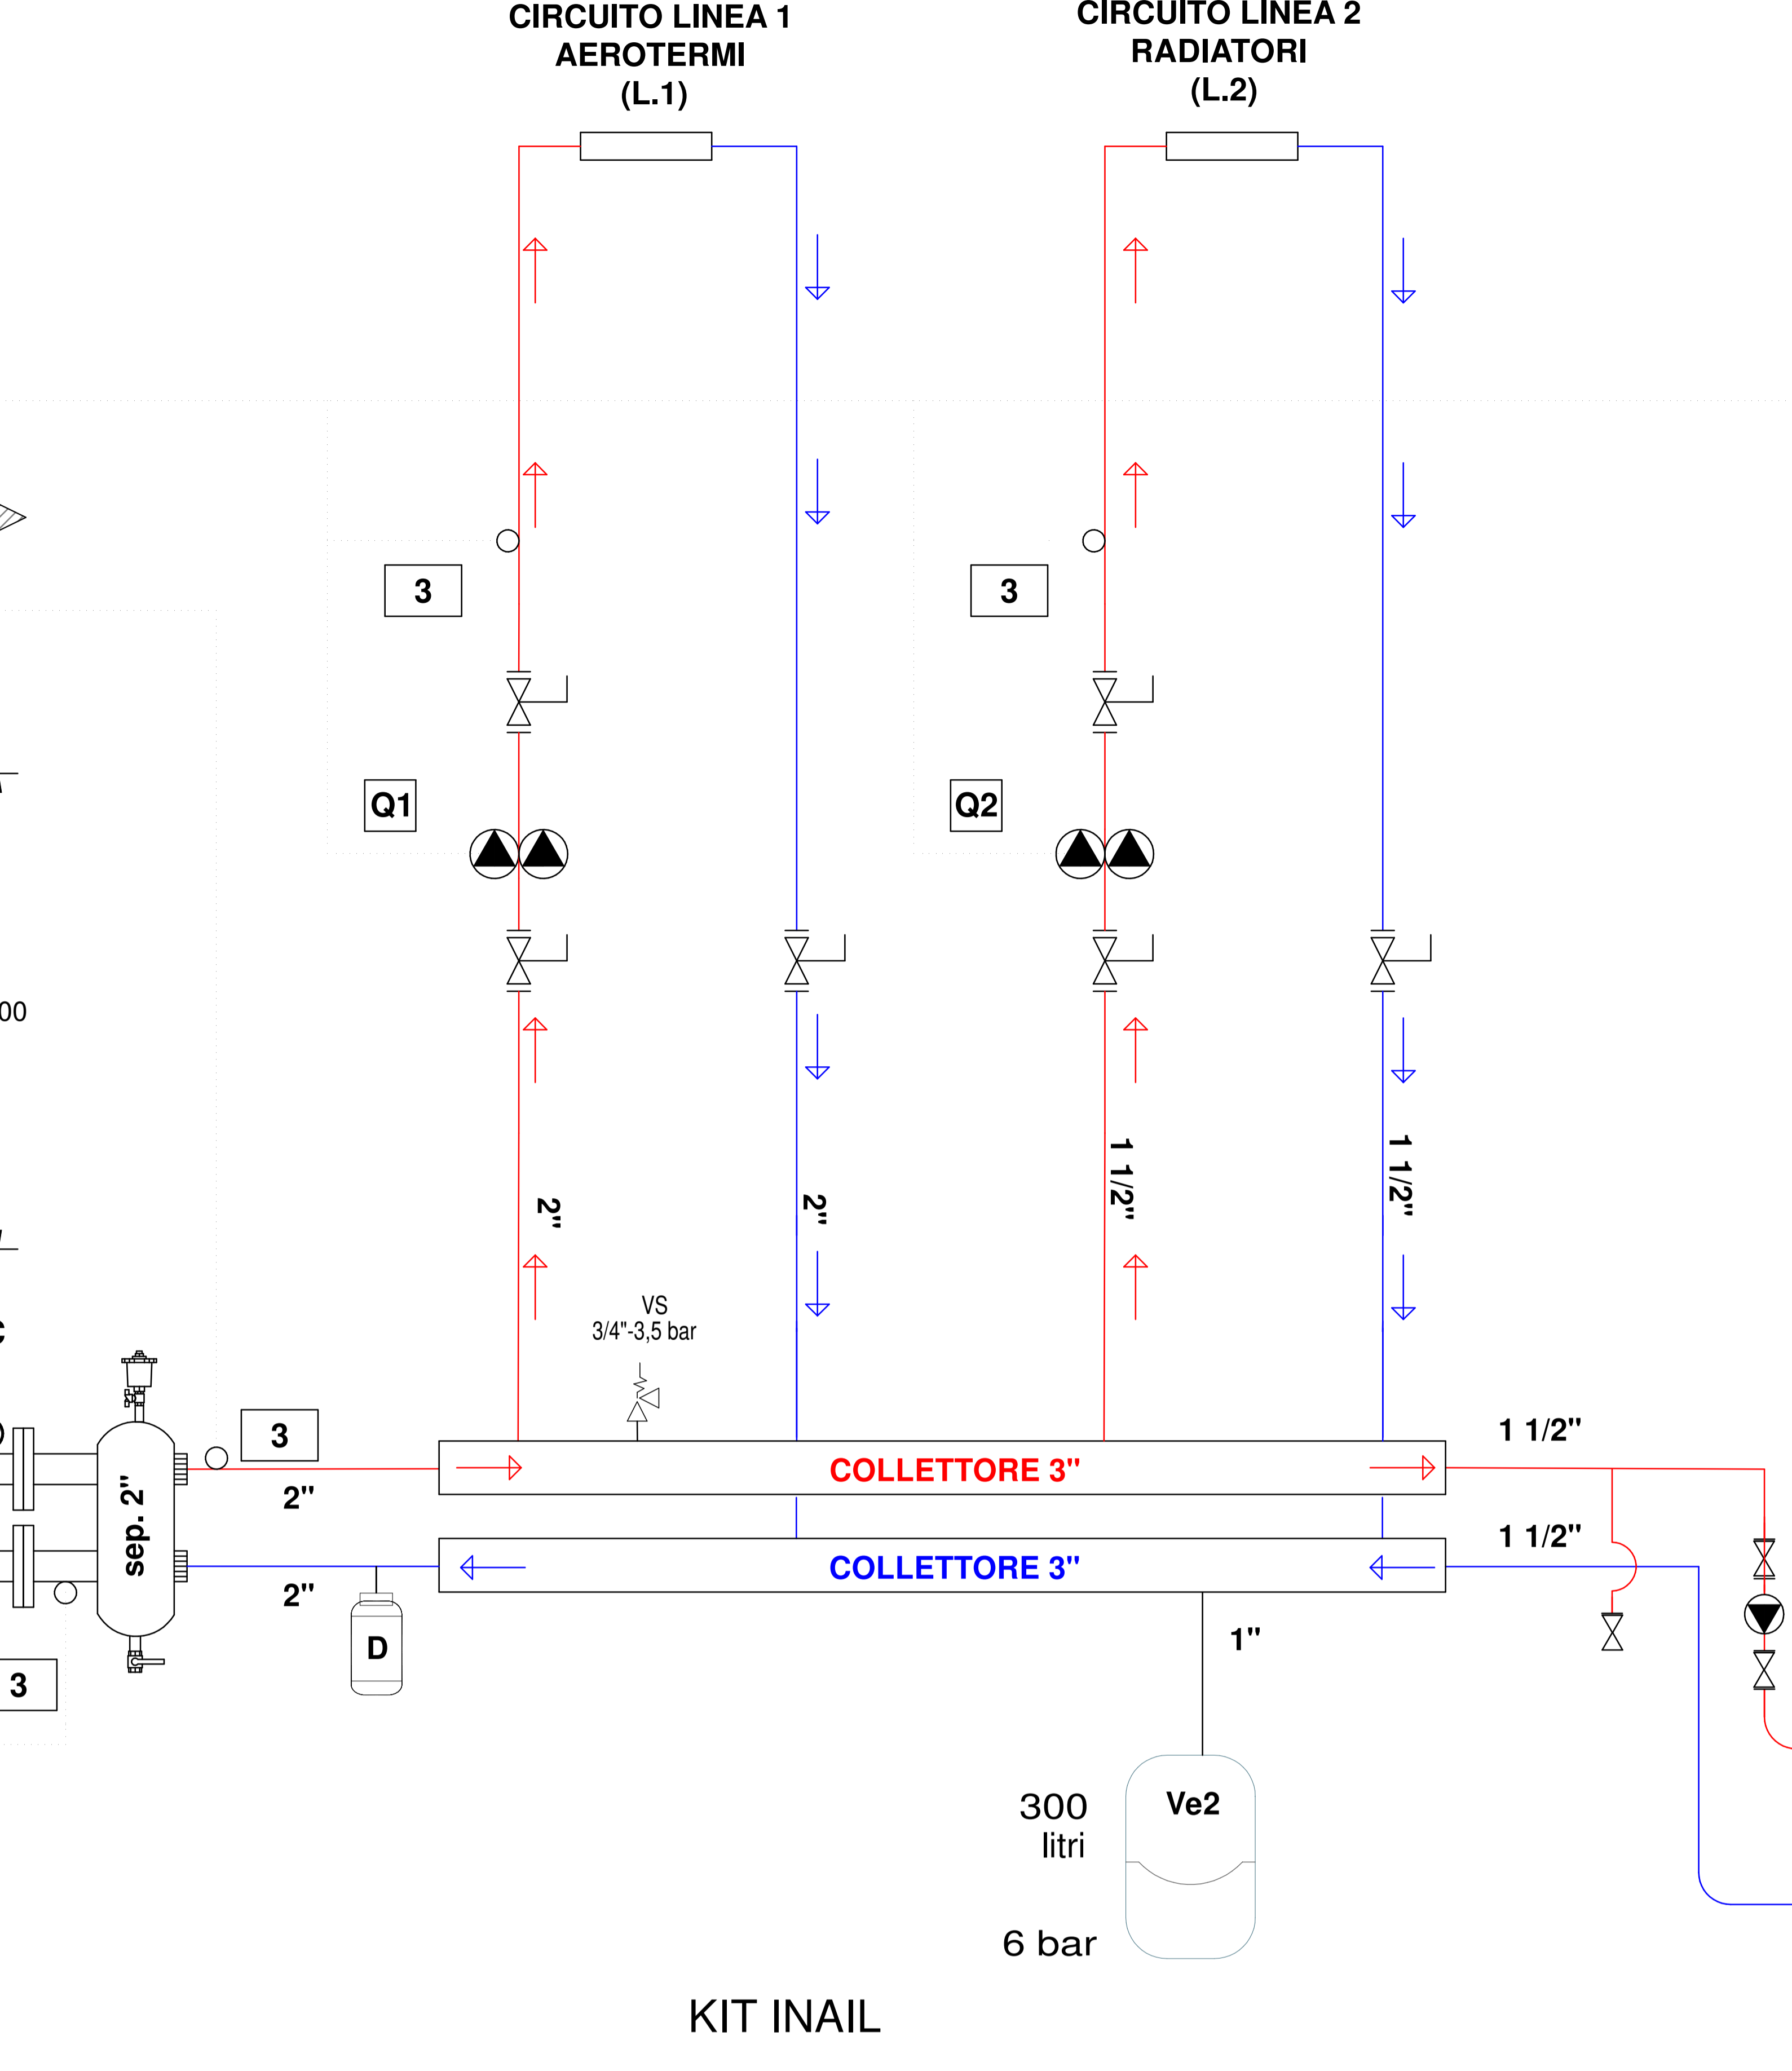 CIRCUITO LINEA 1
AEROTERMI
(L.1)
CIRCUITO LINEA 2
RADIATORI
(L.2)
3
3
Q1
Q2
00
1 1/2"
1 1/2"
2"
2"
VS
3/4"-3,5 bar
3
2"
sep. 2"
COLLETTORE 3"
1 1/2"
COLLETTORE 3"
1 1/2"
2"
D
1"
3
Ve2
300
litri
6 bar
KIT INAIL